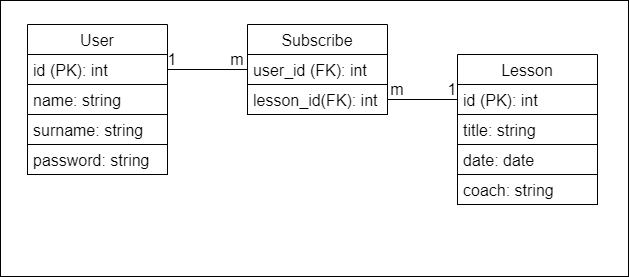 User
id (PK): int
name: string
surname: string
password: string
1
m
Subscribe
user_id (FK): int
lesson_id(FK): int
m
1
Lesson
id (PK): int
title: string
date: date
coach: string